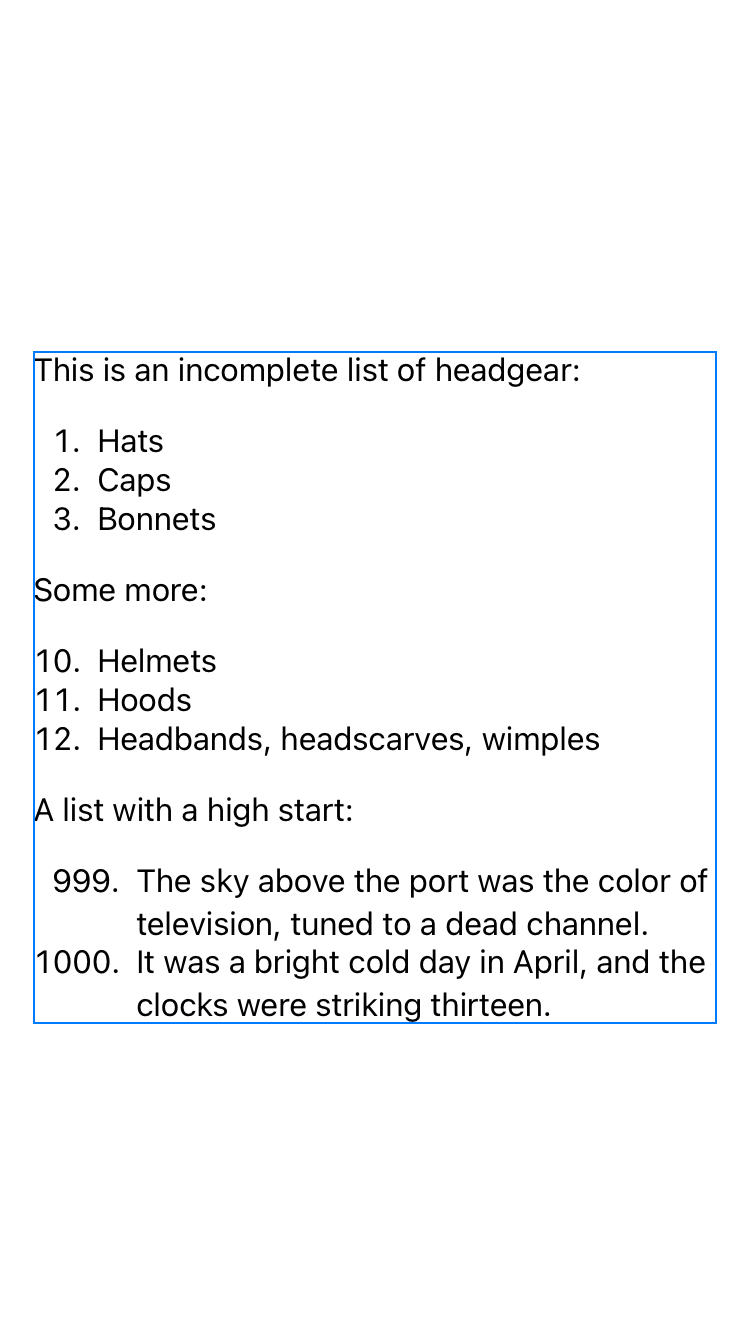 This is an incomplete list of headgear:
1. Hats
2. Caps
3. Bonnets
Some more:
10. Helmets
11. Hoods
12. Headbands, headscarves, wimples
A list with a high start:
999. The sky above the port was the color of
television, tuned to a dead channel.
1000. It was a bright cold day in April, and the
clocks were striking thirteen.